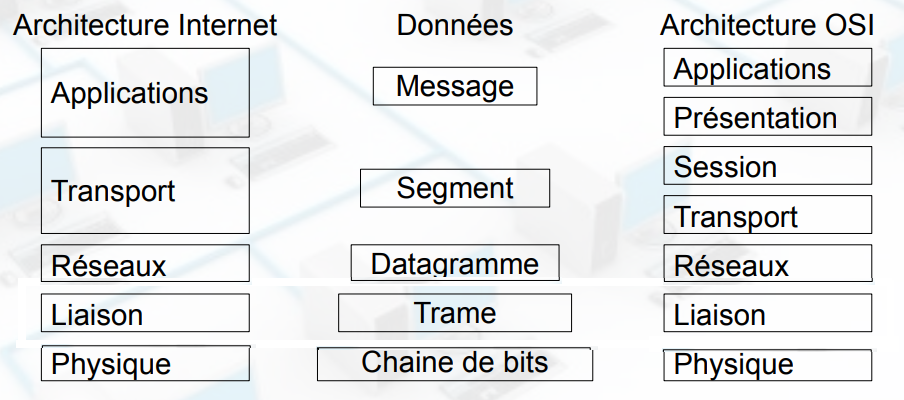 Architecture Internet
Données
Architecture OSI
Applications
Message
Applications
Présentation
Transport
Segment
Session
Transport
Réseaux
Datagramme
Réseaux
Liaison
Trame
Liaison
Physique
Chaine de bits
Physique